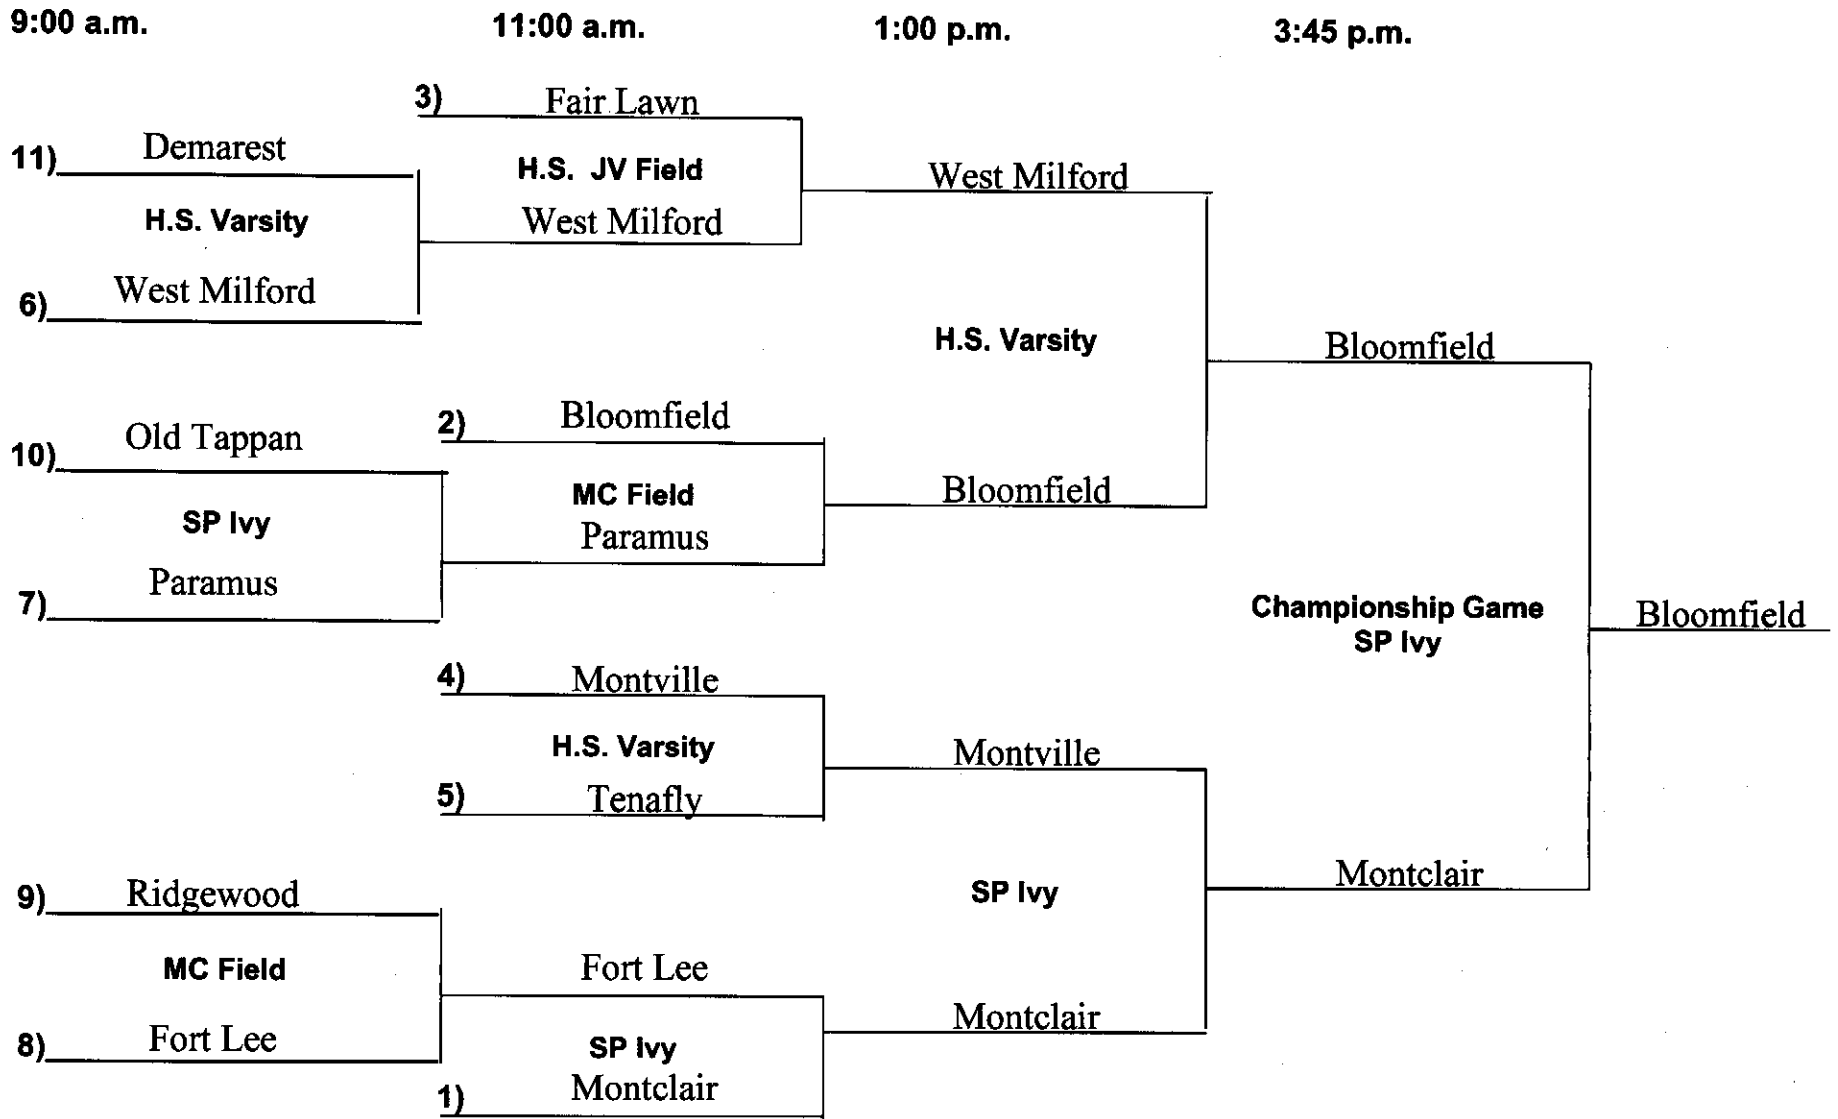 9:00 a.m. 11:00 a.m. 1:00 p.m. 3:45 p.m.
3) Fair Lawn
11) Demarest
H.S. JV Field
West Milford
H.S. Varsity
West Milford
6) West Milford
H.S. Varsity
Bloomfield
2) Bloomfield
10) Old Tappan
MC Field
Bloomfield
SP Ivy
Paramus
7) Paramus
Championship Game
SP Ivy
Bloomfield
4) Montville
H.S. Varsity
Montville
5) Tenafly
9) Ridgewood
SP Ivy
Montclair
MC Field
Fort Lee
Montclair
8) Fort Lee
SP Ivy
1) Montclair